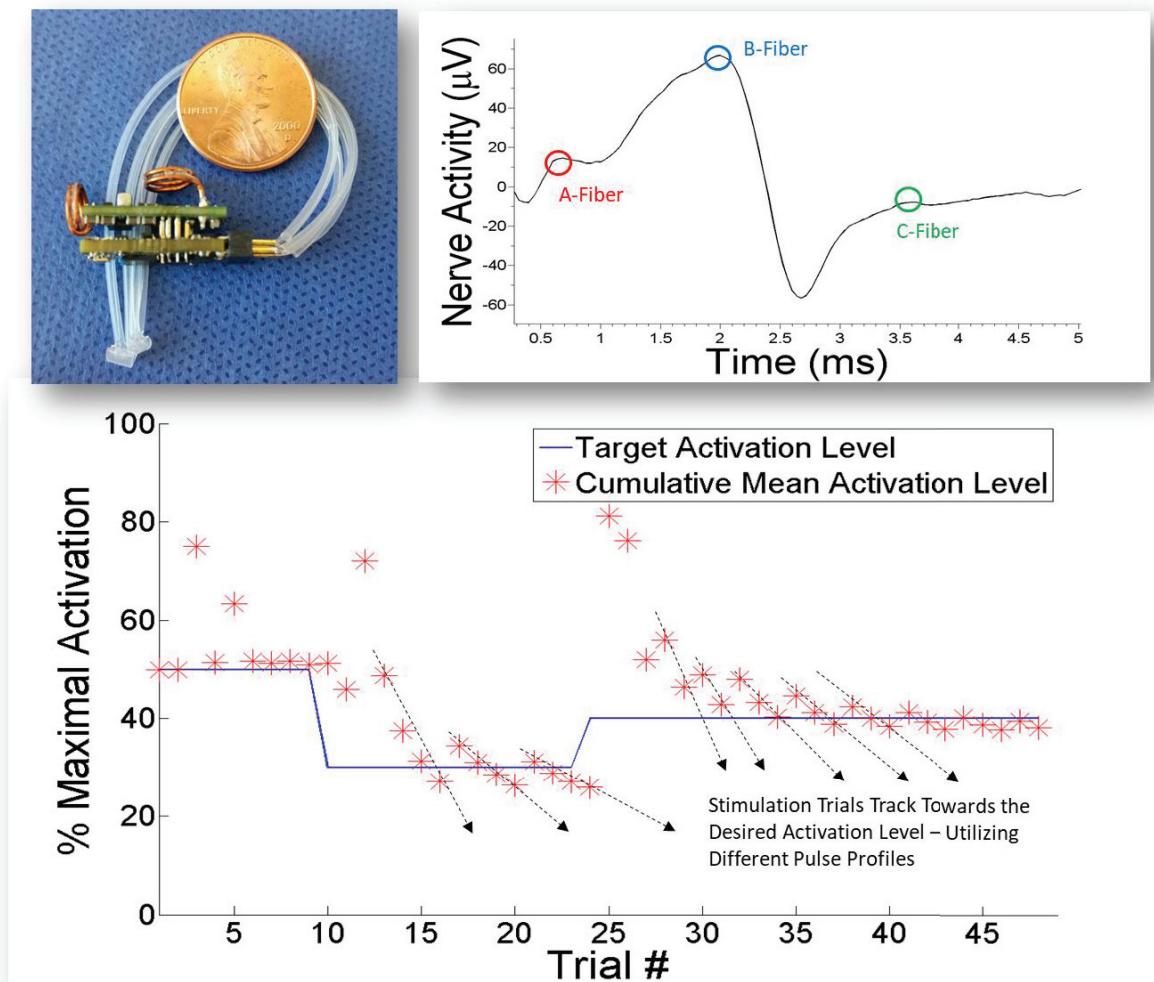 LIBERTY
2000
D
Nerve Activity (µV)
60
40
20
0
-20
-40
-60
A-Fiber
B-Fiber
C-Fiber
0.5
1
1.5
2
2.5
3
3.5
4
4.5
5
Time (ms)
% Maximal Activation
100
80
60
40
20
0
Target Activation Level
Cumulative Mean Activation Level
Stimulation Trials Track Towards the
Desired Activation Level – Utilizing
Different Pulse Profiles
5
10
15
20
25
30
35
40
45
Trial #